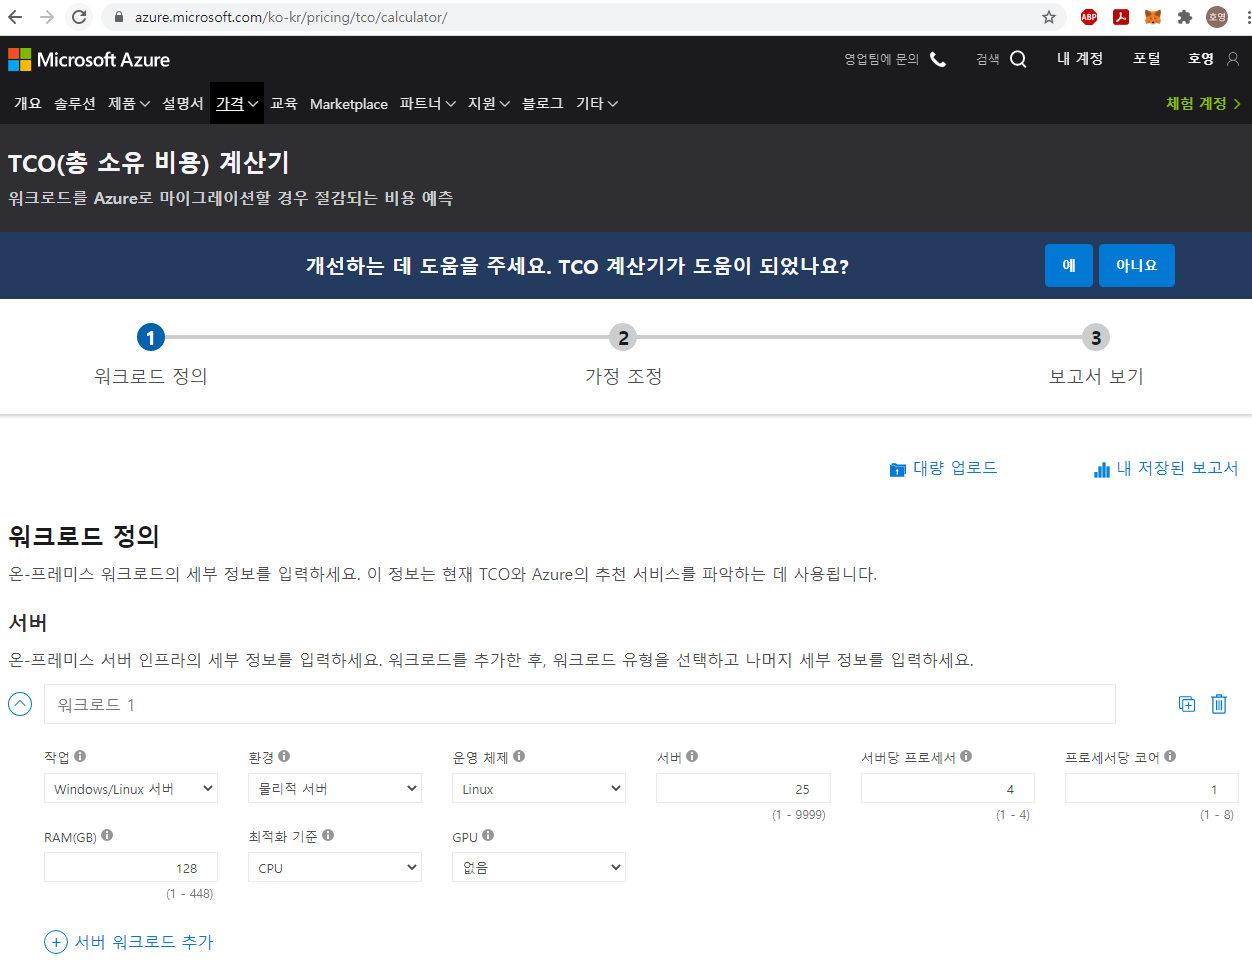 azure.microsoft.com/ko-kr/pricing/tco/calculator/
ABP
호영
Microsoft Azure
영업팀에 문의
검색
내 계정
포털
호영
개요 솔루션 제품 설명서 가격 교육 Marketplace 파트너 지원 블로그 기타
체험 계정
TCO(총 소유 비용) 계산기
워크로드를 Azure로 마이그레이션할 경우 절감되는 비용 예측
개선하는 데 도움을 주세요. TCO 계산기가 도움이 되었나요?
예
아니요
1 2 3
워크로드 정의 가정 조정 보고서 보기
대량 업로드
내 저장된 보고서
워크로드 정의
온-프레미스 워크로드의 세부 정보를 입력하세요. 이 정보는 현재 TCO와 Azure의 추천 서비스를 파악하는 데 사용됩니다.
서버
온-프레미스 서버 인프라의 세부 정보를 입력하세요. 워크로드를 추가한 후, 워크로드 유형을 선택하고 나머지 세부 정보를 입력하세요.
워크로드 1
작업 환경 운영 체제 서버 서버당 프로세서 프로세서당 코어
Windows/Linux 서버 물리적 서버 Linux 25 4 1
(1 - 9999) (1 - 4) (1 - 8)
RAM(GB) 최적화 기준 GPU
128 CPU 없음
(1 - 448)
서버 워크로드 추가